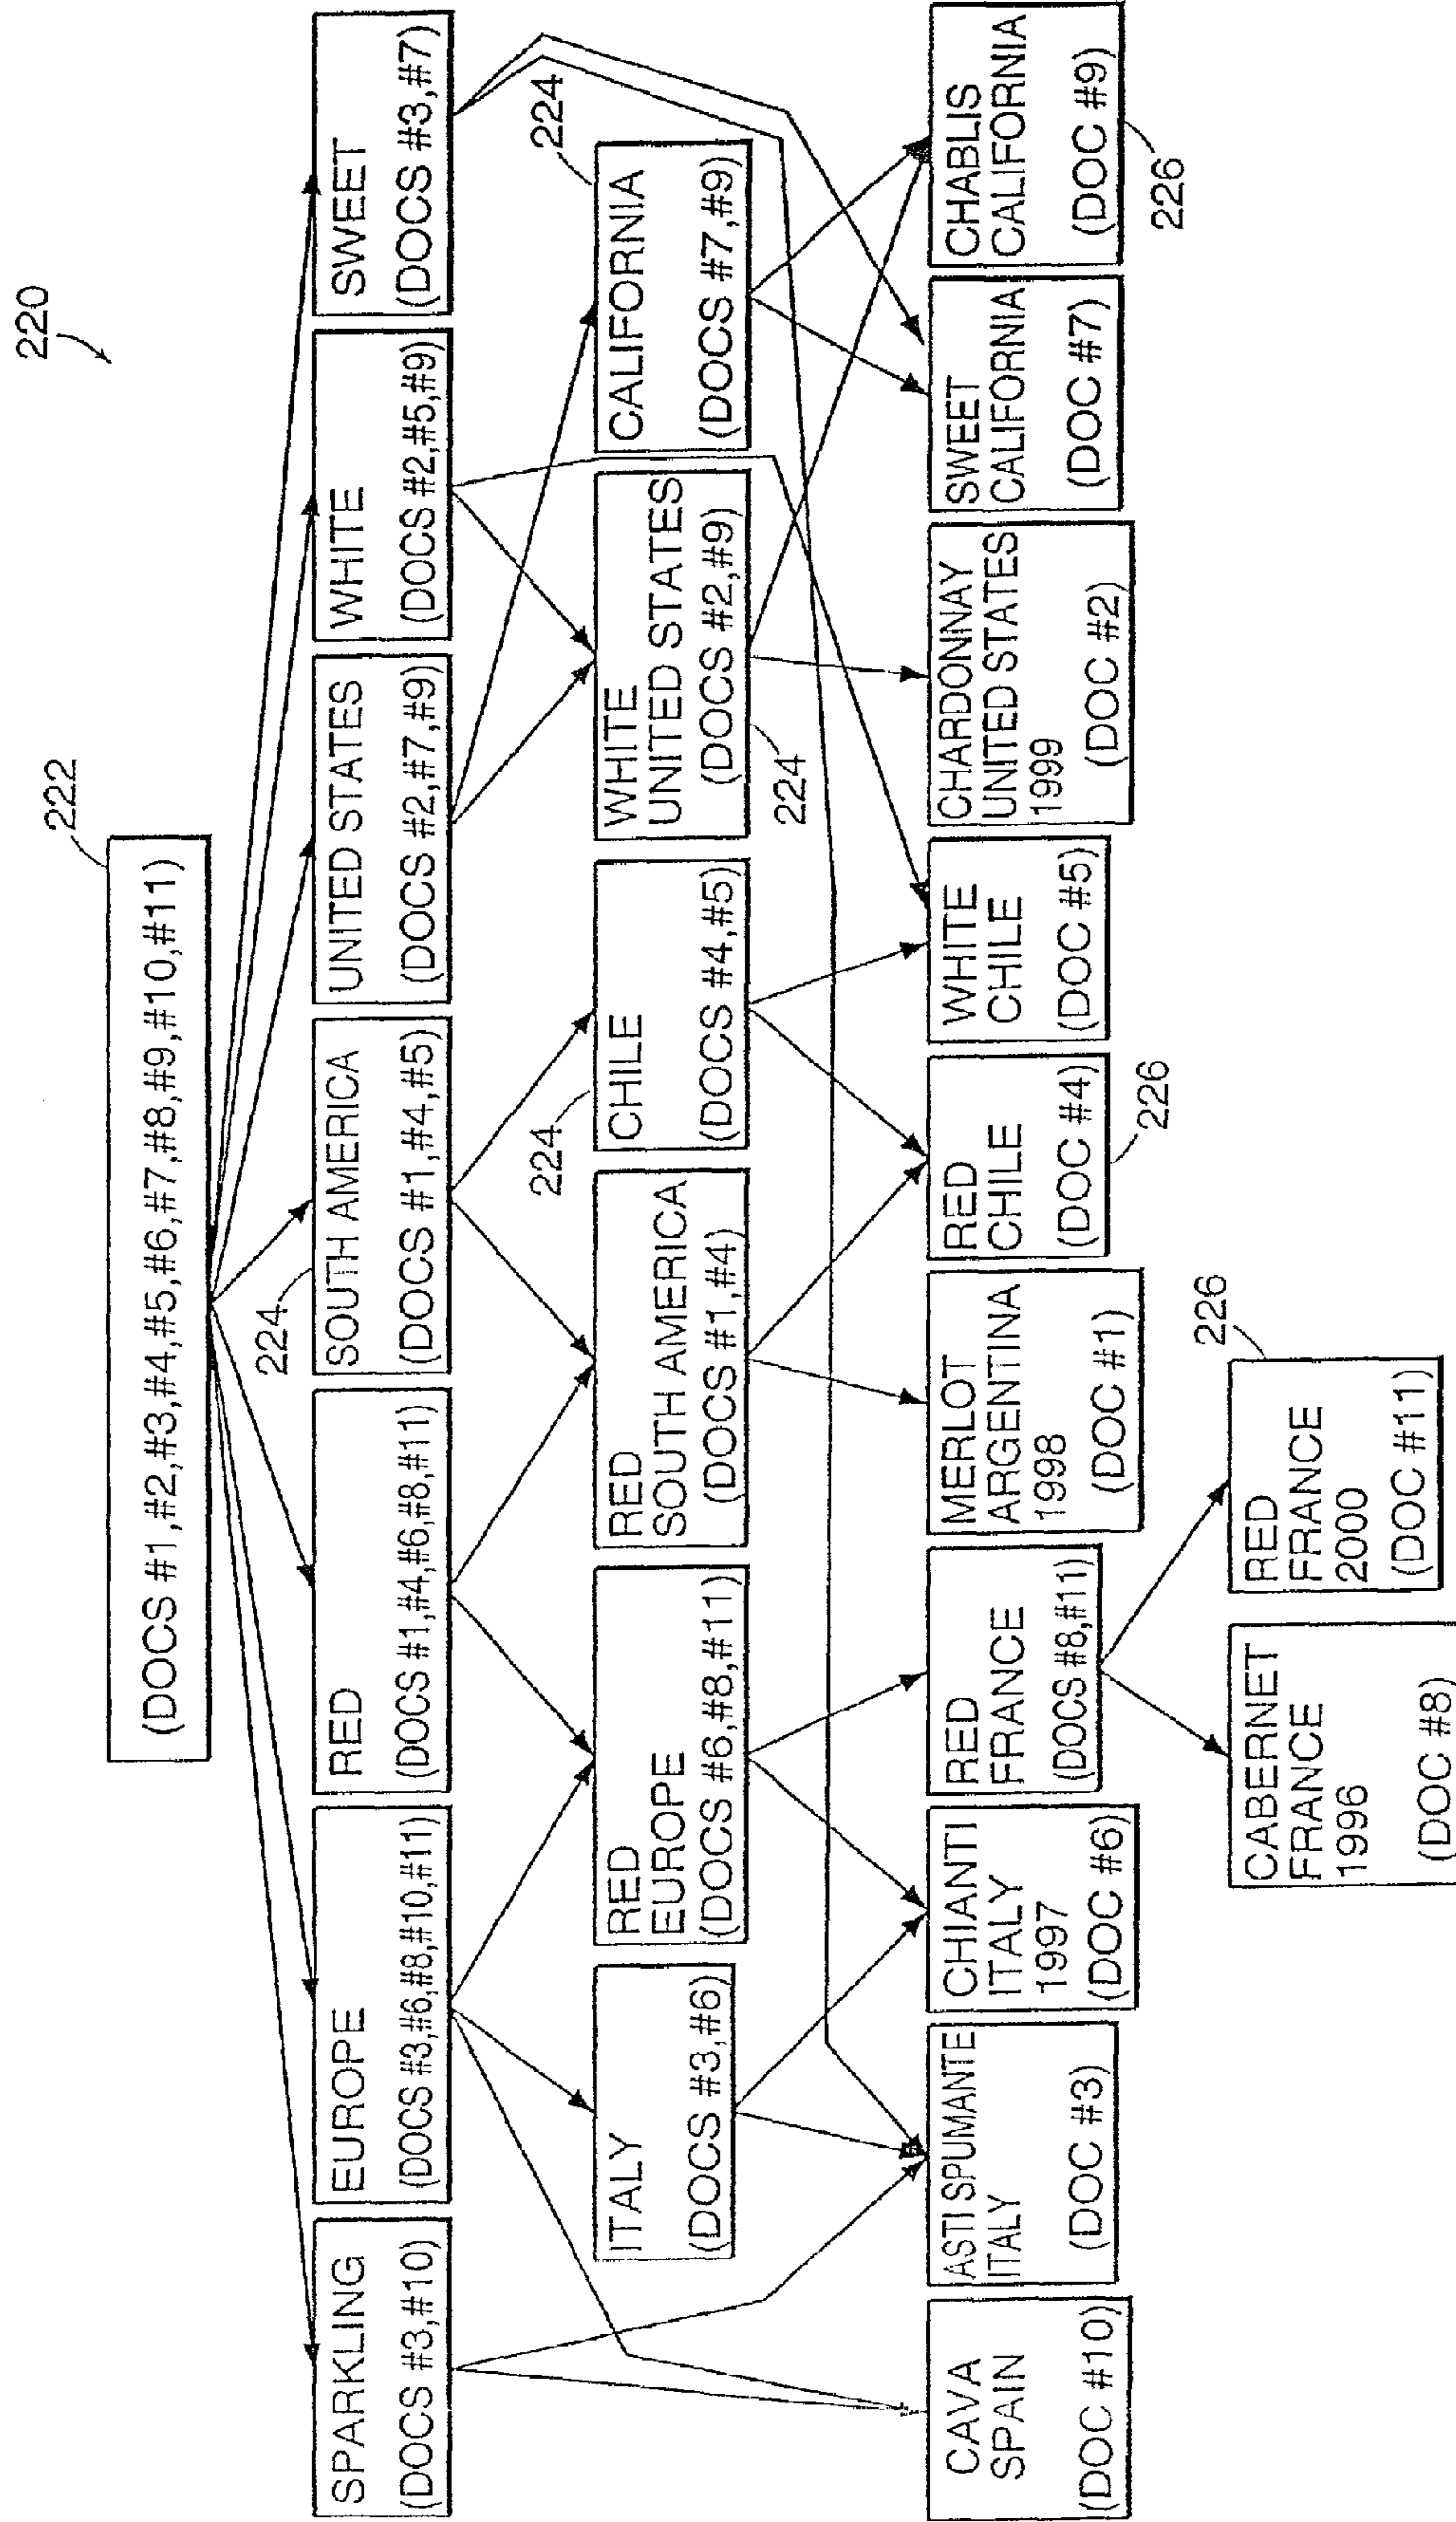 220
222
(DOCS #1,#2,#3,#4,#5,#6,#7,#8,#9,#10,#11)
SPARKLING
(DOCS #3,#10)
EUROPE
(DOCS #3,#6,#8,#10,#11)
RED
(DOCS #1,#4,#6,#8,#11)
224
SOUTH AMERICA
(DOCS #1,#4,#5)
UNITED STATES
(DOCS #2,#7,#9)
WHITE
(DOCS #2,#5,#9)
SWEET
(DOCS #3,#7)
ITALY
(DOCS #3,#6)
RED
EUROPE
(DOCS #6,#8,#11)
RED
SOUTH AMERICA
(DOCS #1,#4)
224
CHILE
(DOCS #4,#5)
WHITE
UNITED STATES
(DOCS #2,#9)
224
CALIFORNIA
(DOCS #7,#9)
224
CAVA
SPAIN
(DOC #10)
ASTI SPUMANTE
ITALY
(DOC #3)
CHIANTI
ITALY
1997
(DOC #6)
RED
FRANCE
(DOCS #8,#11)
MERLOT
ARGENTINA
1998
(DOC #1)
RED
CHILE
(DOC #4)
226
WHITE
CHILE
(DOC #5)
CHARDONNAY
UNITED STATES
1999
(DOC #2)
SWEET
CALIFORNIA
(DOC #7)
CHABLIS
CALIFORNIA
(DOC #9)
226
CABERNET
FRANCE
1996
(DOC #8)
RED
FRANCE
2000
(DOC #11)
226